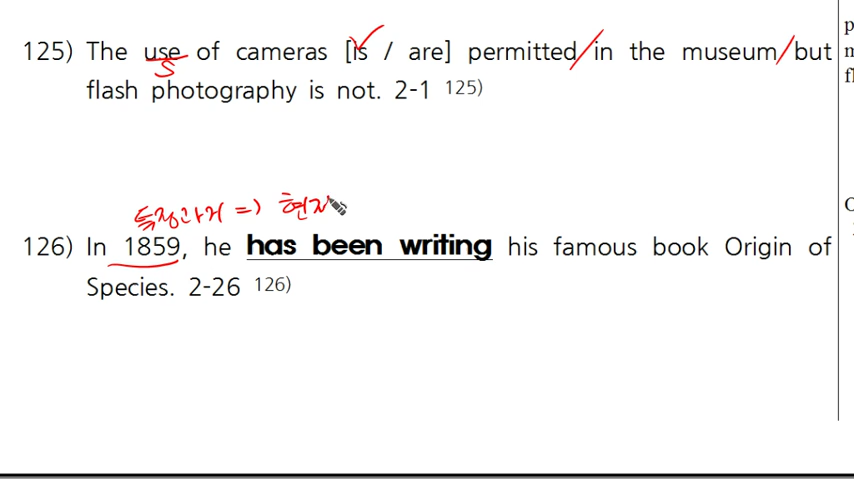 125) The use of cameras [is / are] permitted/in the museum/but
S
flash photography is not. 2-1 125)
특정과거 => 현재
126) In 1859, he has been writing his famous book Origin of
Species. 2-26 126)
p
fl